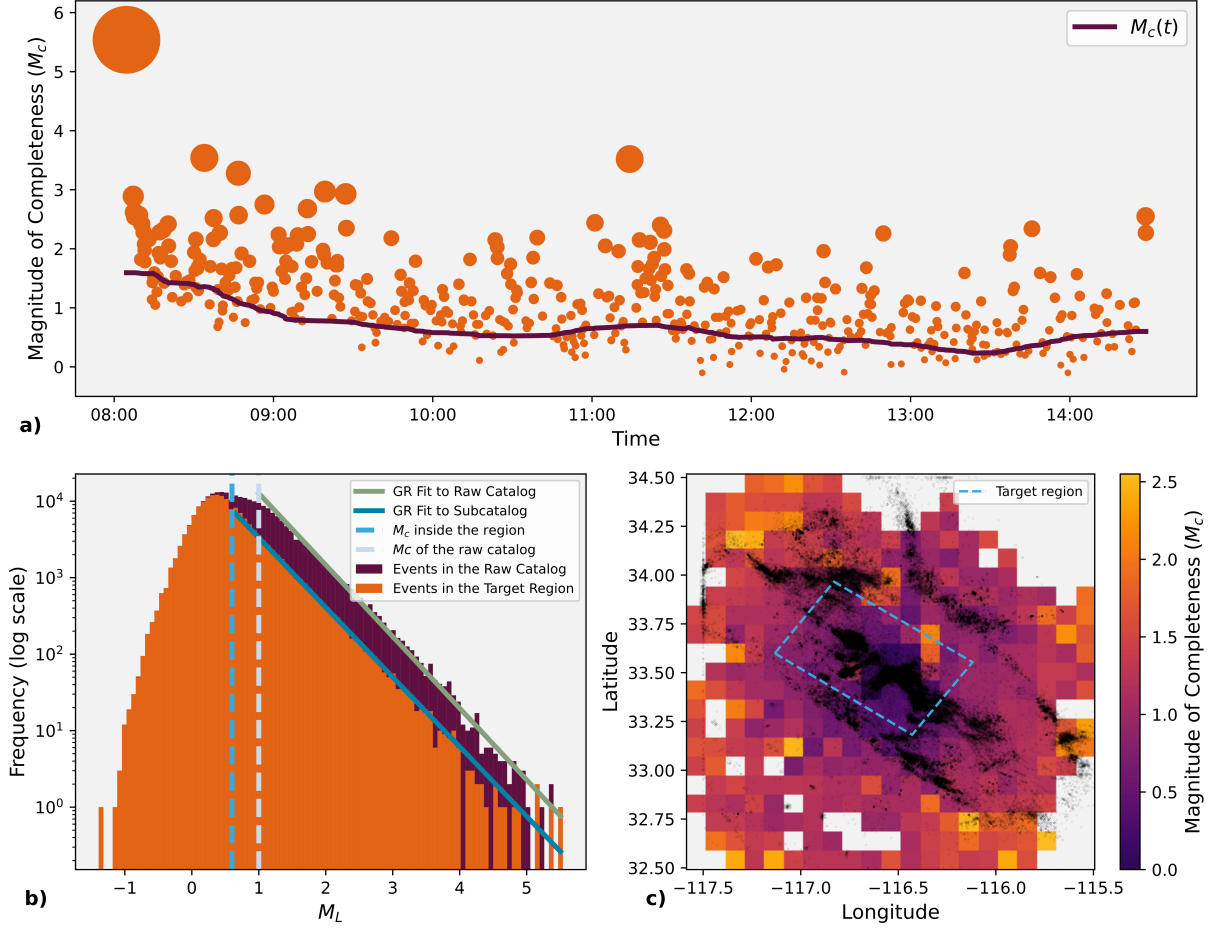 6
5
4
3
2
1
0
Magnitude of Completeness (M_c)
M_c(t)
08:00 09:00 10:00 11:00 12:00 13:00 14:00
Time
a)
10^4
10^3
10^2
10^1
10^0
Frequency (log scale)
GR Fit to Raw Catalog
GR Fit to Subcatalog
M_c inside the region
Mc of the raw catalog
Events in the Raw Catalog
Events in the Target Region
−1 0 1 2 3 4 5
M_L
b)
34.50
34.25
34.00
33.75
33.50
33.25
33.00
32.75
32.50
Latitude
Target region
−117.5 −117.0 −116.5 −116.0 −115.5
Longitude
c)
2.5
2.0
1.5
1.0
0.5
0.0
Magnitude of Completeness (M_c)